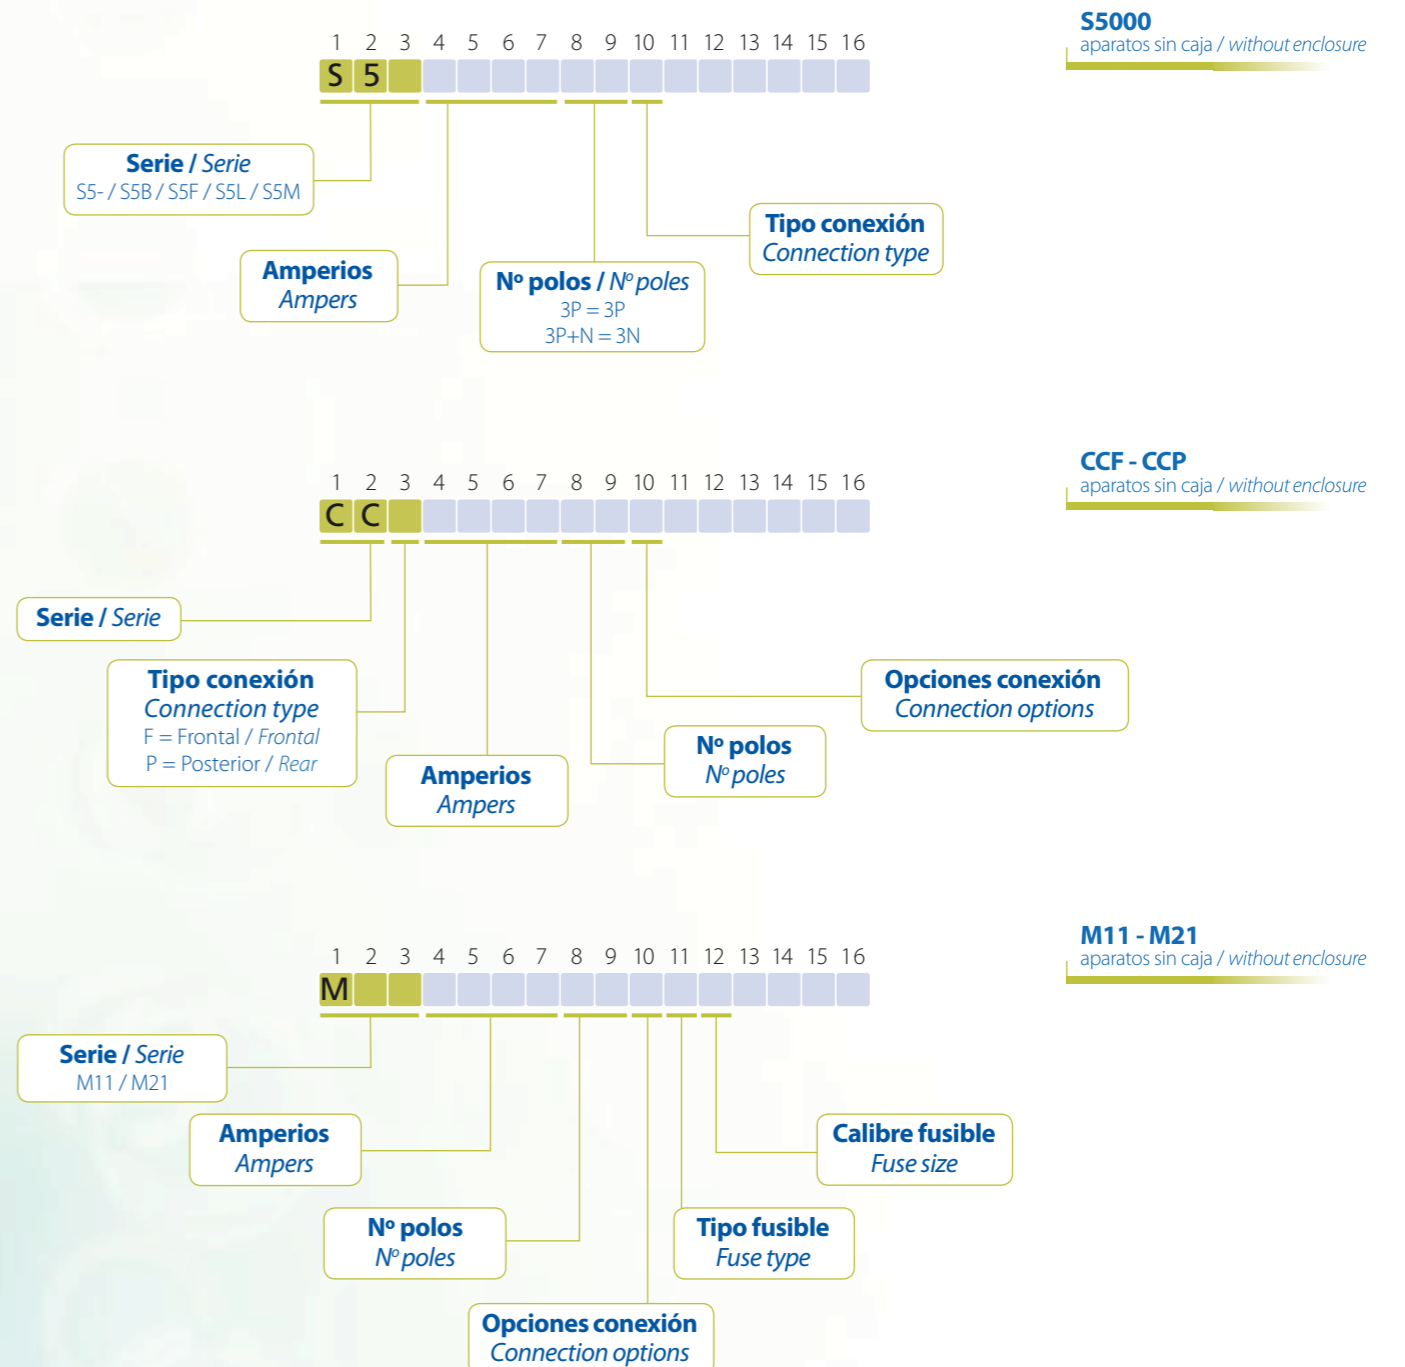 S5000
aparatos sin caja / without enclosure
1 2 3 4 5 6 7 8 9 10 11 12 13 14 15 16
S 5
Serie / Serie
S5- / S5B / S5F / S5L / S5M
Amperios
Ampers
Nº polos / Nº poles
3P = 3P
3P+N = 3N
Tipo conexión
Connection type
CCF - CCP
aparatos sin caja / without enclosure
1 2 3 4 5 6 7 8 9 10 11 12 13 14 15 16
C C
Serie / Serie
Tipo conexión
Connection type
F = Frontal / Frontal
P = Posterior / Rear
Amperios
Ampers
Nº polos
Nº poles
Opciones conexión
Connection options
M11 - M21
aparatos sin caja / without enclosure
1 2 3 4 5 6 7 8 9 10 11 12 13 14 15 16
M
Serie / Serie
M11 / M21
Amperios
Ampers
Nº polos
Nº poles
Opciones conexión
Connection options
Tipo fusible
Fuse type
Calibre fusible
Fuse size